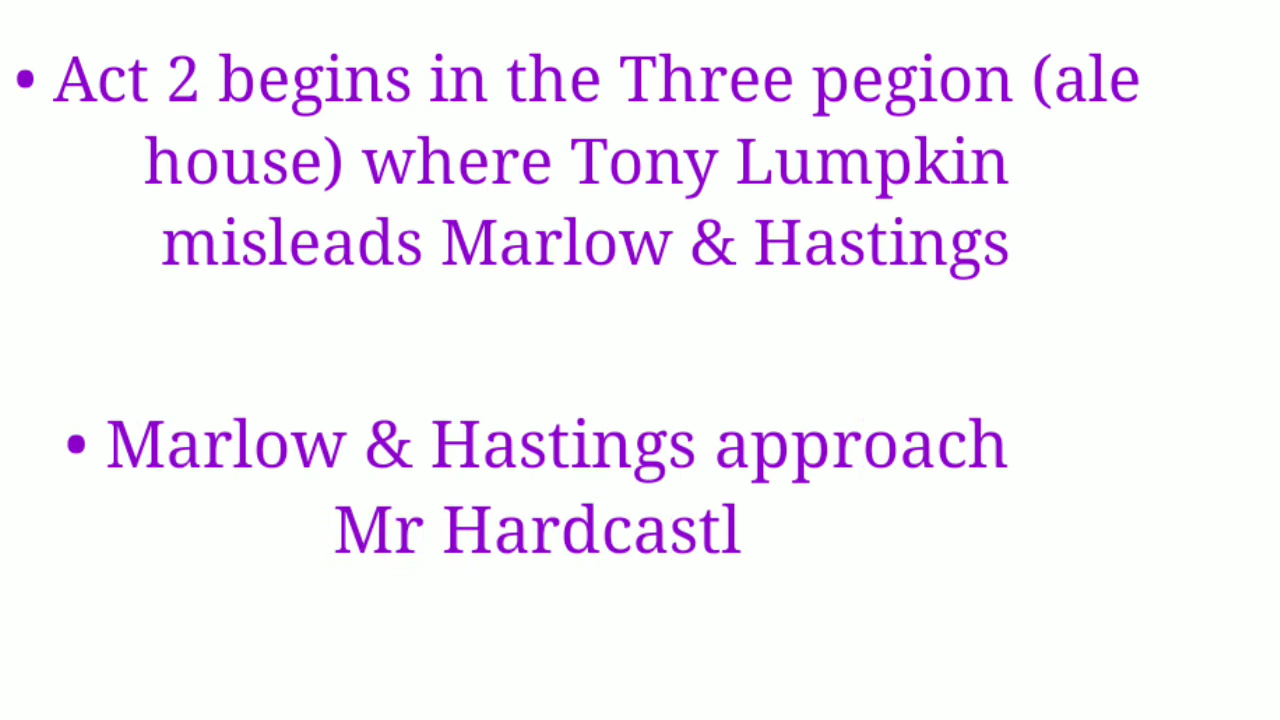 • Act 2 begins in the Three pegion (ale
house) where Tony Lumpkin
misleads Marlow & Hastings
• Marlow & Hastings approach
Mr Hardcastl